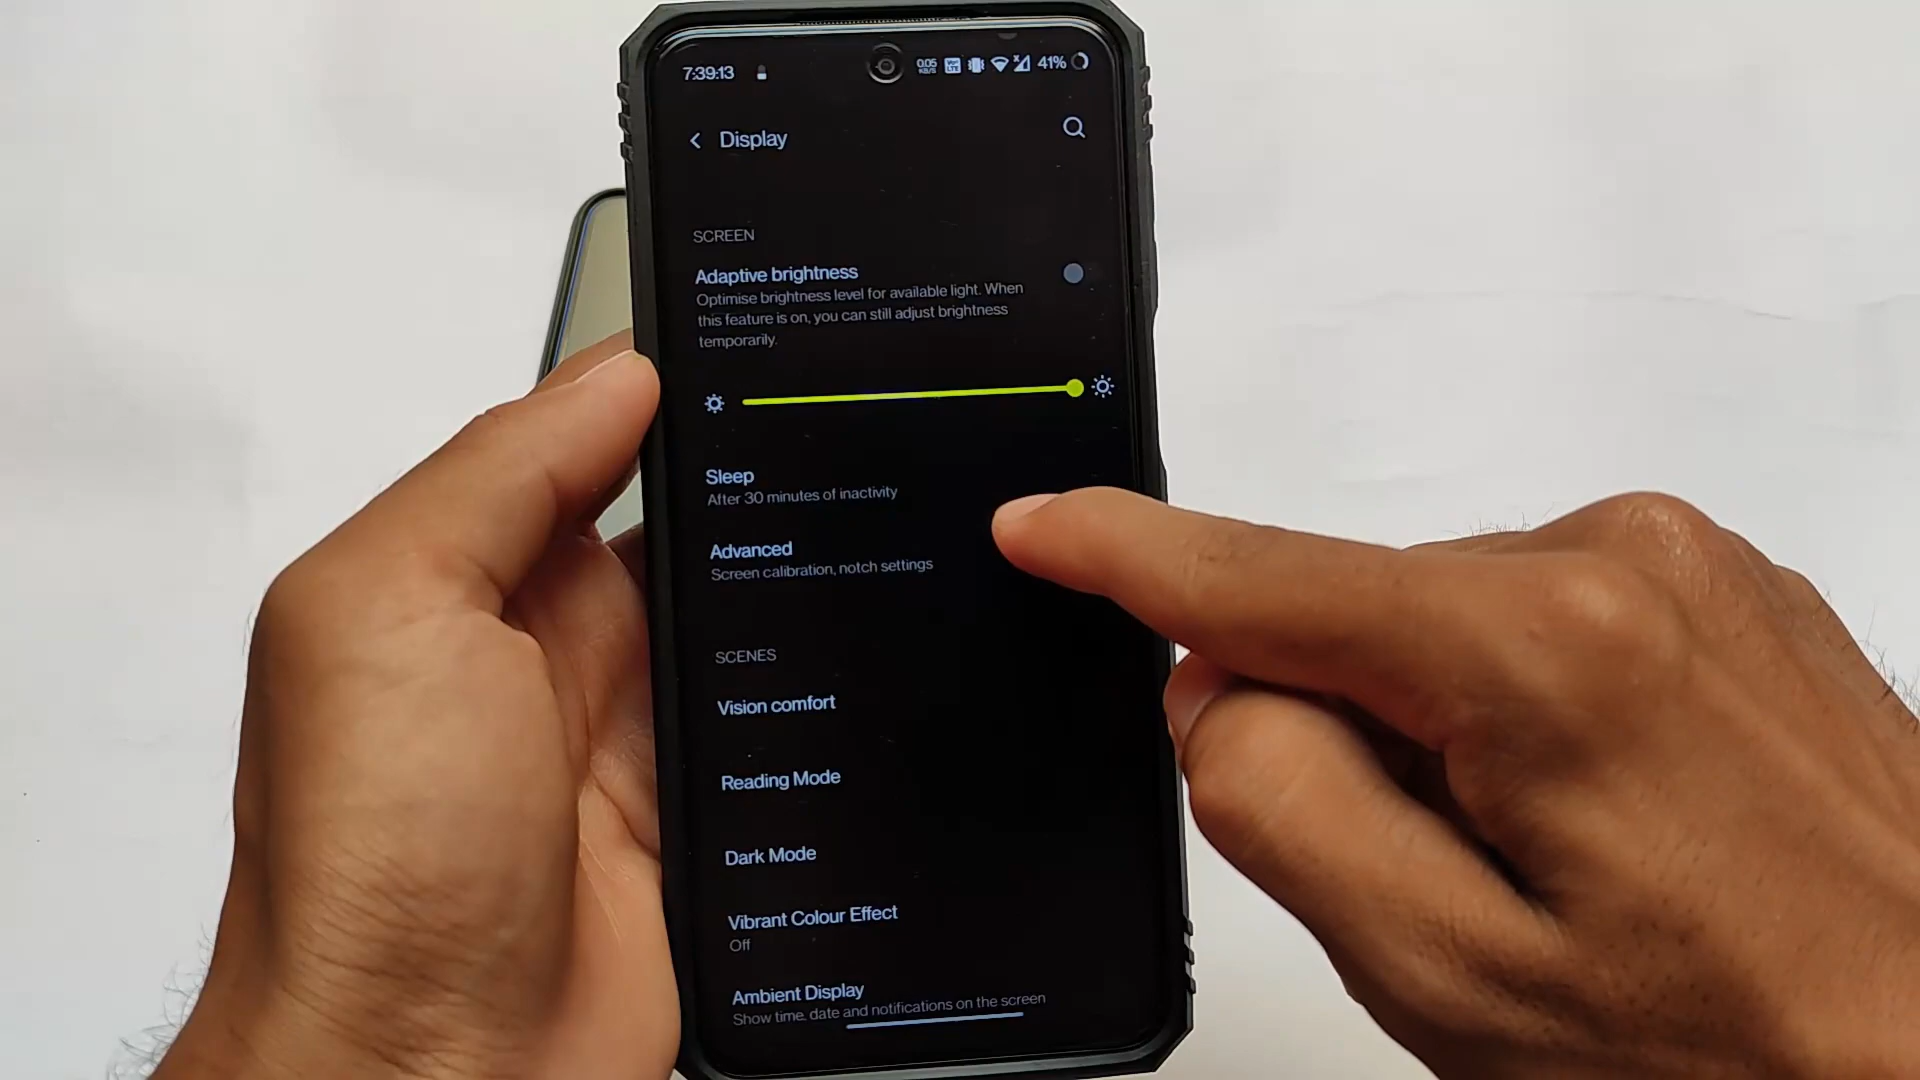 7:39:13
0.05
KB/S
41%
Display
SCREEN
Adaptive brightness
Optimise brightness level for available light. When
this feature is on, you can still adjust brightness
temporarily.
Sleep
After 30 minutes of inactivity
Advanced
Screen calibration, notch settings
SCENES
Vision comfort
Reading Mode
Dark Mode
Vibrant Colour Effect
Off
Ambient Display
Show time, date and notifications on the screen